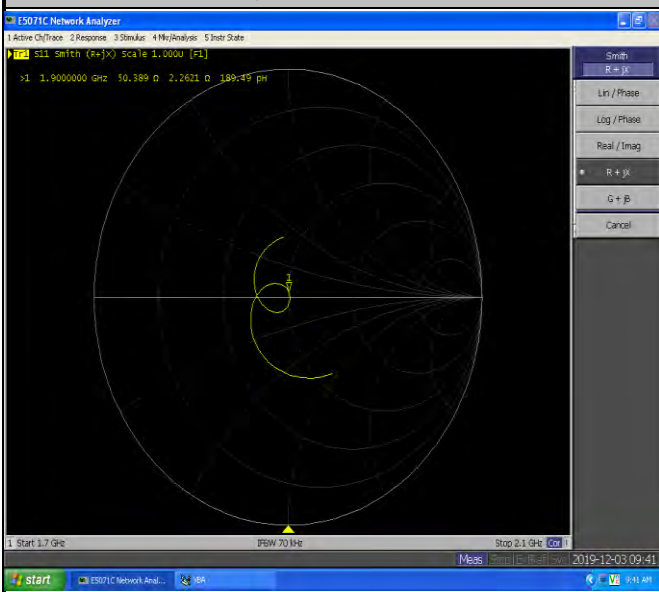 E5071C Network Analyzer
1 Active Ch/Trace 2 Response 3 Stimulus 4 Mkr/Analysis 5 Instr State
Tr1 S11 Smith (R+jX) Scale 1.000U [F1]
>1 1.9000000 GHz 50.389 Ω 2.2621 Ω 189.49 pH
1
Smith
R + jX
Lin / Phase
Log / Phase
Real / Imag
R + jX
G + jB
Cancel
1 Start 1.7 GHz IFBW 70 kHz Stop 2.1 GHz Cor !
Meas 2019-12-03 09:41
start E5071C Network Anal... VBA 9:41 AM